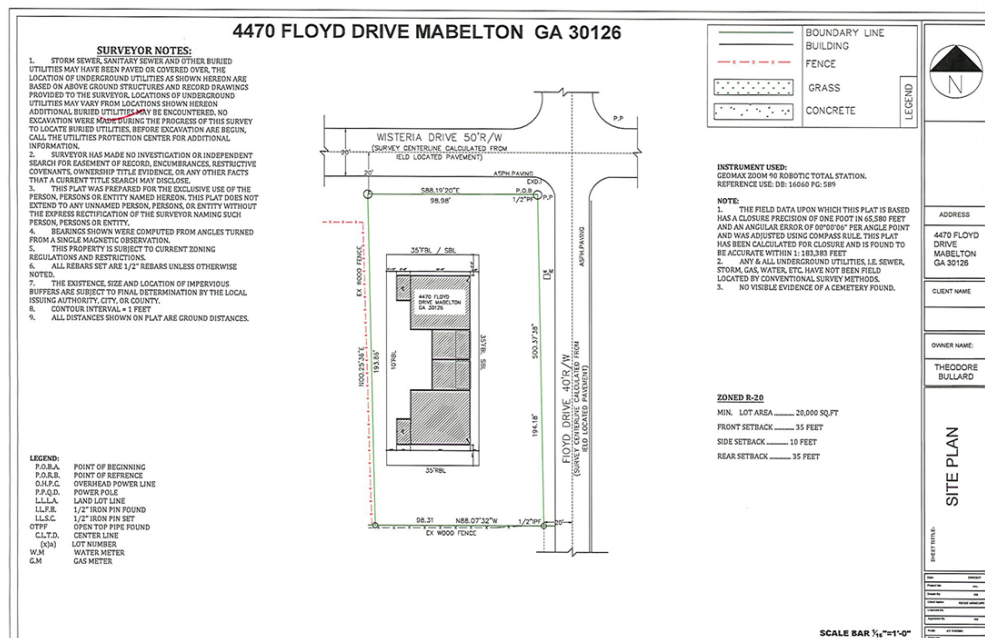 4470 FLOYD DRIVE MABELTON GA 30126
SURVEYOR NOTES:
1. STORM SEWER, SANITARY SEWER AND OTHER BURIED
UTILITIES MAY HAVE BEEN PAVED OR COVERED OVER. THE
LOCATION OF UNDERGROUND UTILITIES AS SHOWN HEREON ARE
BASED ON ABOVE GROUND STRUCTURES AND RECORD DRAWINGS
PROVIDED TO THE SURVEYOR. LOCATIONS OF UNDERGROUND
UTILITIES MAY VARY FROM LOCATIONS SHOWN HEREON
ADDITIONAL BURIED UTILITIES MAY BE ENCOUNTERED. NO
EXCAVATION WERE MADE DURING THE PROGRESS OF THIS SURVEY
TO LOCATE BURIED UTILITIES, BEFORE EXCAVATION ARE BEGUN,
CALL THE UTILITIES PROTECTION CENTER FOR ADDITIONAL
INFORMATION.
2. SURVEYOR HAS MADE NO INVESTIGATION OR INDEPENDENT
SEARCH FOR EASEMENT OF RECORD, ENCUMBRANCES, RESTRICTIVE
COVENANTS, OWNERSHIP TITLE EVIDENCE, OR ANY OTHER FACTS
THAT A CURRENT TITLE SEARCH MAY DISCLOSE.
3. THIS PLAT WAS PREPARED FOR THE EXCLUSIVE USE OF THE
PERSON, PERSONS OR ENTITY NAMED HEREON. THIS PLAT DOES NOT
EXTEND TO ANY UNNAMED PERSON, PERSONS, OR ENTITY WITHOUT
THE EXPRESS RECTIFICATION OF THE SURVEYOR NAMING SUCH
PERSON, PERSONS OR ENTITY.
4. BEARINGS SHOWN WERE COMPUTED FROM ANGLES TURNED
FROM A SINGLE MAGNETIC OBSERVATION.
5. THIS PROPERTY IS SUBJECT TO CURRENT ZONING
REGULATIONS AND RESTRICTIONS.
6. ALL REBARS SET ARE 1/2" REBARS UNLESS OTHERWISE
NOTED.
7. THE EXISTENCE, SIZE AND LOCATION OF IMPERVIOUS
BUFFERS ARE SUBJECT TO FINAL DETERMINATION BY THE LOCAL
ISSUING AUTHORITY, CITY, OR COUNTY.
8. CONTOUR INTERVAL = 1 FEET
9. ALL DISTANCES SHOWN ON PLAT ARE GROUND DISTANCES.
LEGEND:
P.O.B.A. POINT OF BEGINNING
P.O.R.B. POINT OF REFRENCE
O.H.P.C. OVERHEAD POWER LINE
P.P.Q.D. POWER POLE
L.L.L.A. LAND LOT LINE
I.L.F.B. 1/2" IRON PIN FOUND
I.L.S.C. 1/2" IRON PIN SET
OTPF OPEN TOP PIPE FOUND
C.L.T.D. CENTER LINE
(x)a) LOT NUMBER
W.M WATER METER
G.M GAS METER
P.P
WISTERIA DRIVE 50'R/W
(SURVEY CENTERLINE CALCULATED FROM
IELD LOCATED PAVEMENT)
20'
20'
ASPH.PAVING
EXD.
S88.19'20"E
98.98'
P.O.B
1/2"IPF
P.P
35'FBL / SBL
EX WOOD FENCE
4470 FLOYD
DRIVE MABELTON
GA 30126
N00.25'36"E
193.86'
10'RBL
35'FBL SBL
S00.37'38"
194.18'
ASPH.PAVING
FlOYD DRIVE 40'R/W
(SURVEY CENTERLINE CALCULATED FROM
IELD LOCATED PAVEMENT)
35'RBL
98.31 N88.07'32"W 1/2"IPF
20'
EX WOOD FENCE
BOUNDARY LINE
BUILDING
FENCE
GRASS
CONCRETE
LEGEND
INSTRUMENT USED:
GEOMAX ZOOM 90 ROBOTIC TOTAL STATION.
REFERENCE USE: DB: 16060 PG: 589
NOTE:
1. THE FIELD DATA UPON WHICH THIS PLAT IS BASED
HAS A CLOSURE PRECISION OF ONE FOOT IN 65,580 FEET
AND AN ANGULAR ERROR OF 00°00'06" PER ANGLE POINT
AND WAS ADJUSTED USING COMPASS RULE. THIS PLAT
HAS BEEN CALCULATED FOR CLOSURE AND IS FOUND TO
BE ACCURATE WITHIN 1: 183,383 FEET
2. ANY & ALL UNDERGROUND UTILITIES, I.E. SEWER,
STORM, GAS, WATER, ETC. HAVE NOT BEEN FIELD
LOCATED BY CONVENTIONAL SURVEY METHODS.
3. NO VISIBLE EVIDENCE OF A CEMETERY FOUND.
ZONED R-20
MIN. LOT AREA 20,000 SQ.FT
FRONT SETBACK 35 FEET
SIDE SETBACK 10 FEET
REAR SETBACK 35 FEET
SCALE BAR 1/16"=1'-0"
N
ADDRESS
4470 FLOYD
DRIVE
MABELTON
GA 30126
CLIENT NAME
OWNER NAME:
THEODORE
BULLARD
SITE PLAN
SHEET TITTLE: